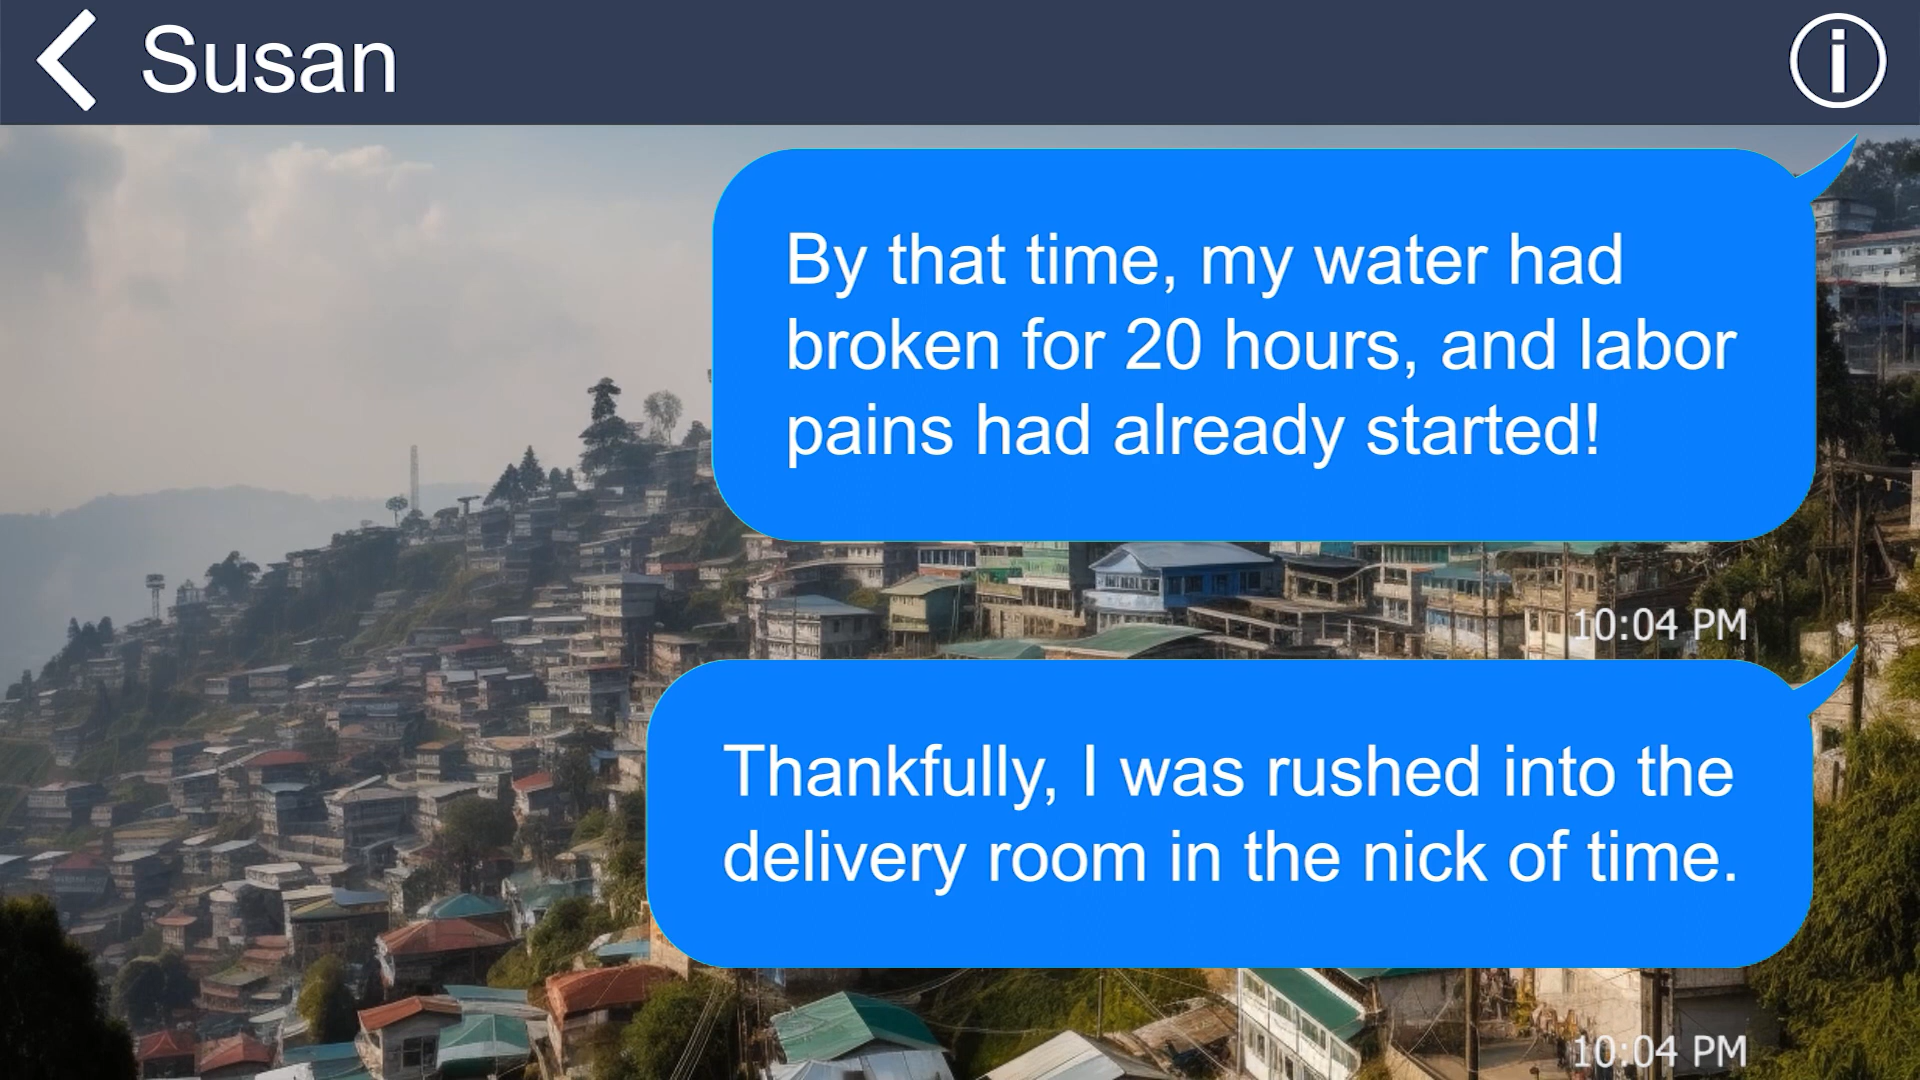 Susan
By that time, my water had
broken for 20 hours, and labor
pains had already started!
10:04 PM
Thankfully, I was rushed into the
delivery room in the nick of time.
10:04 PM